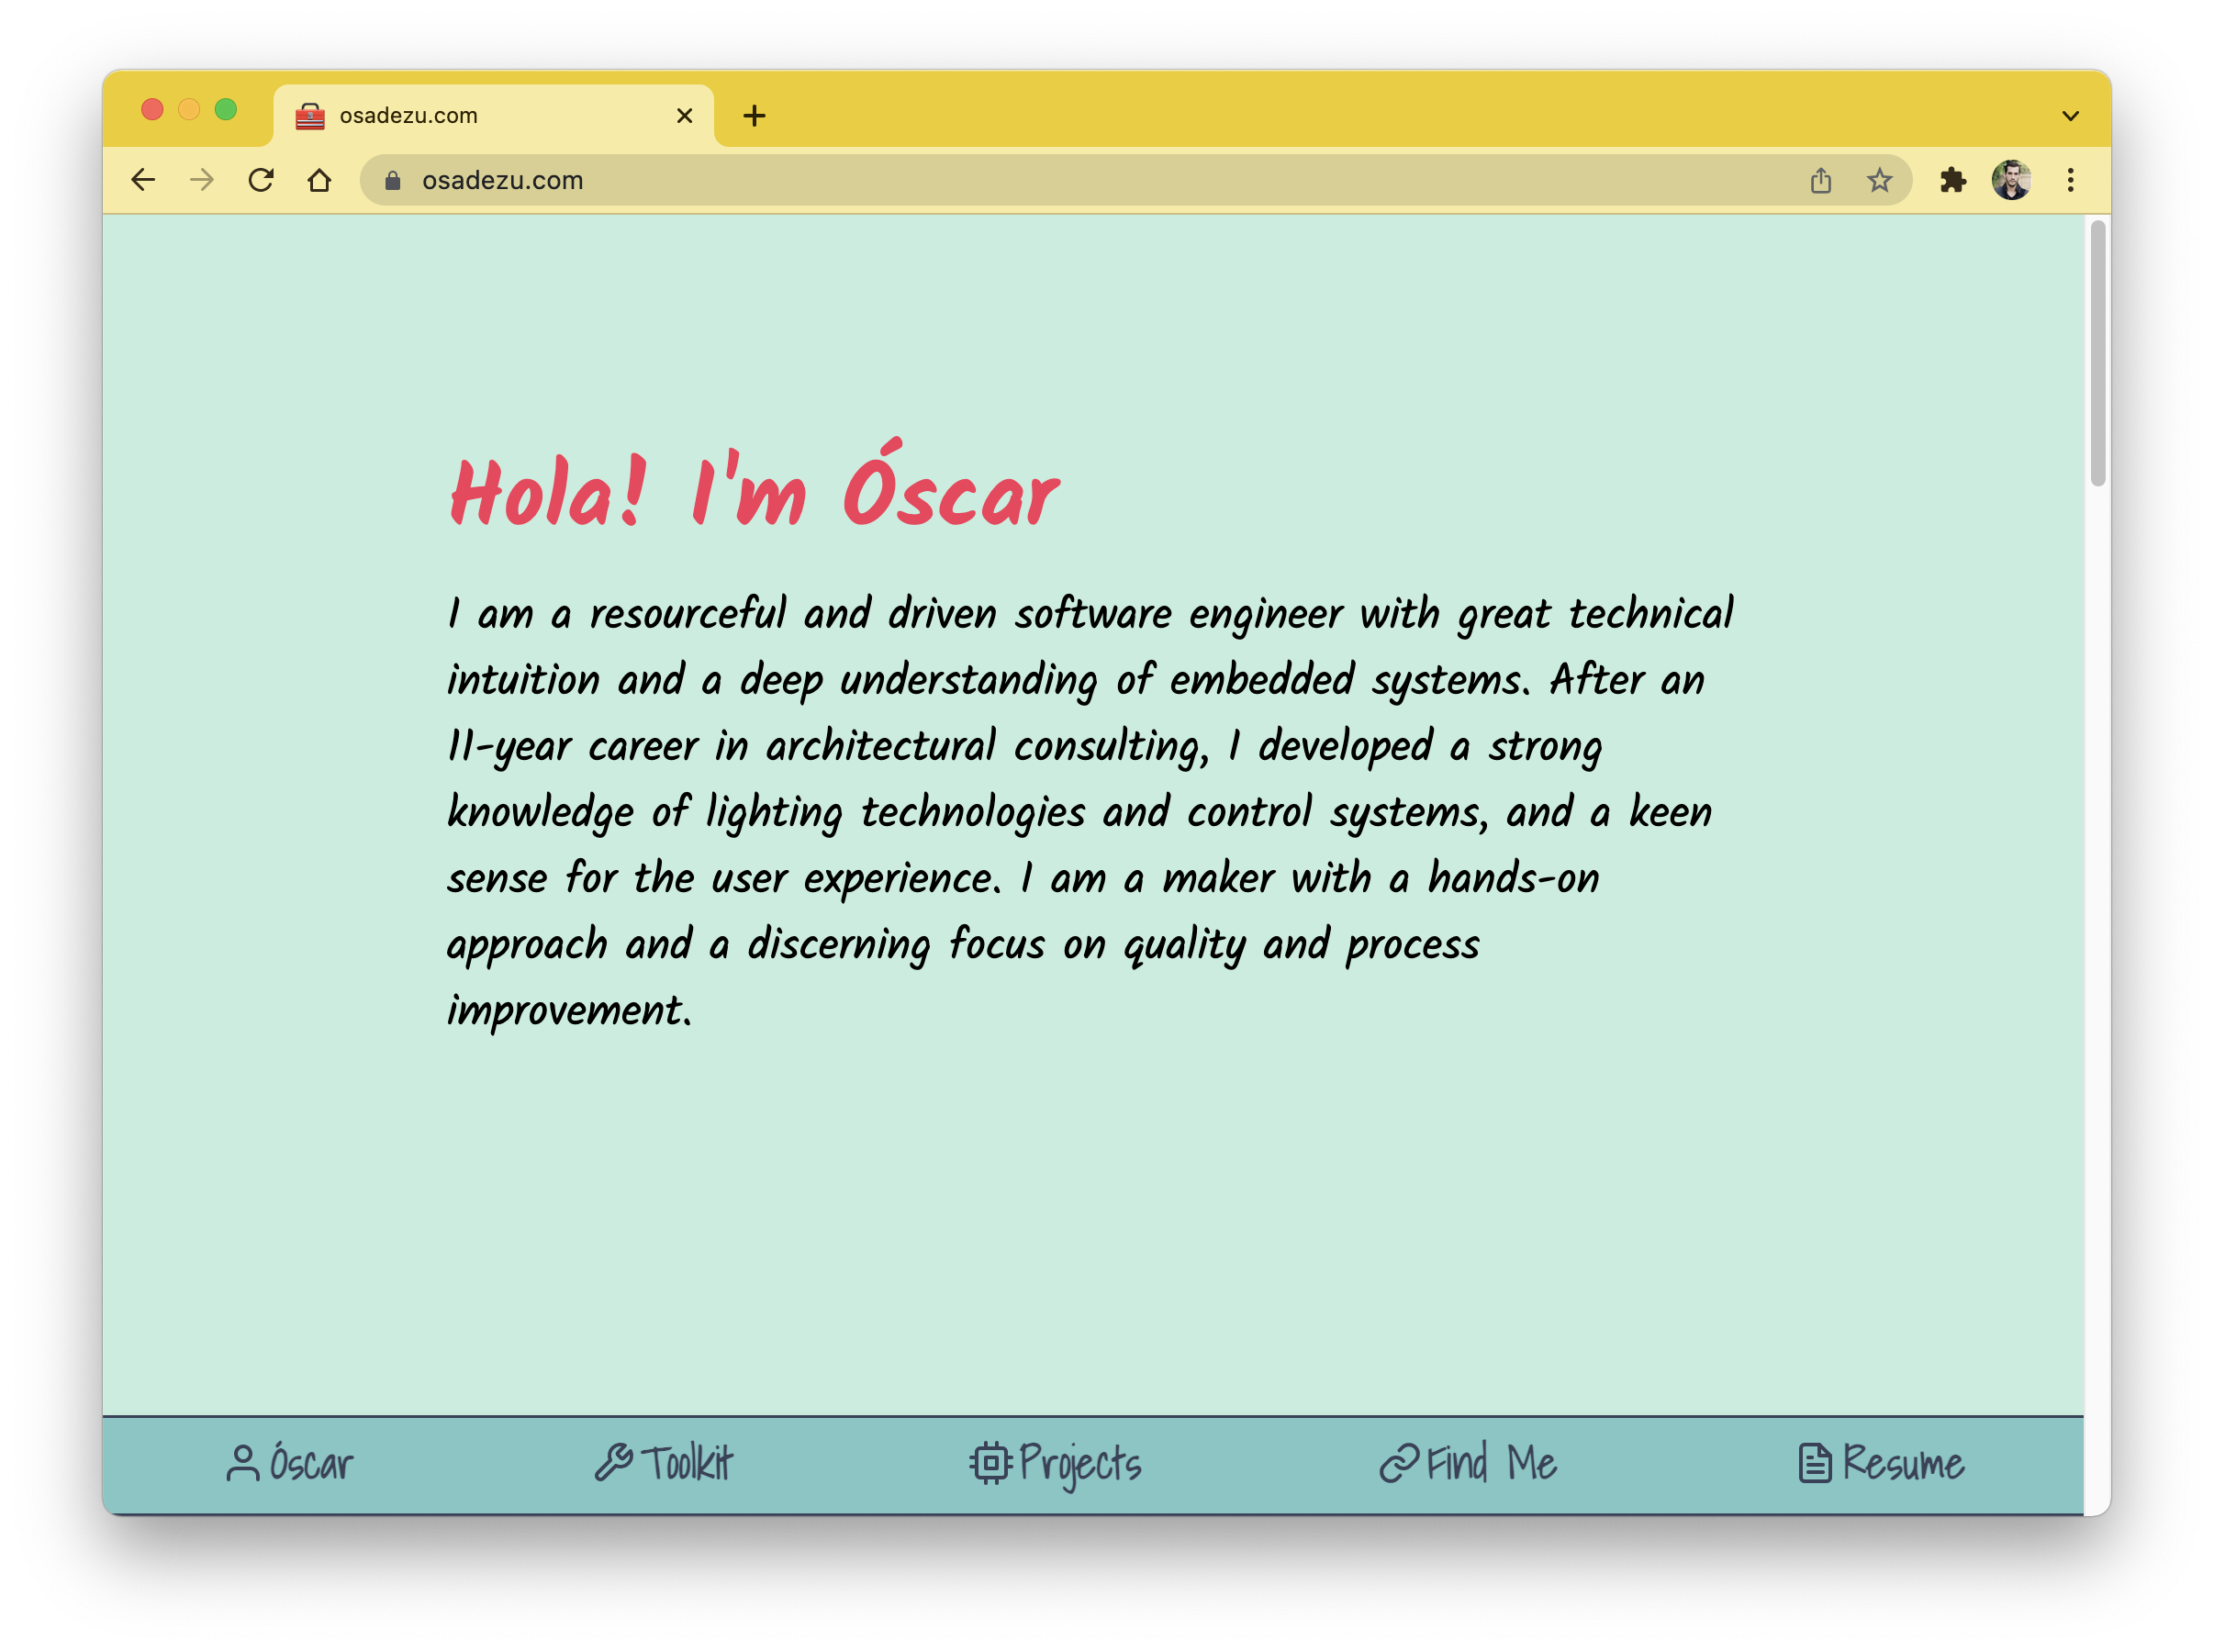 osadezu.com
osadezu.com
Hola! I'm Óscar
I am a resourceful and driven software engineer with great technical
intuition and a deep understanding of embedded systems. After an
11-year career in architectural consulting, I developed a strong
knowledge of lighting technologies and control systems, and a keen
sense for the user experience. I am a maker with a hands-on
approach and a discerning focus on quality and process
improvement.
Óscar Toolkit Projects Find Me Resume